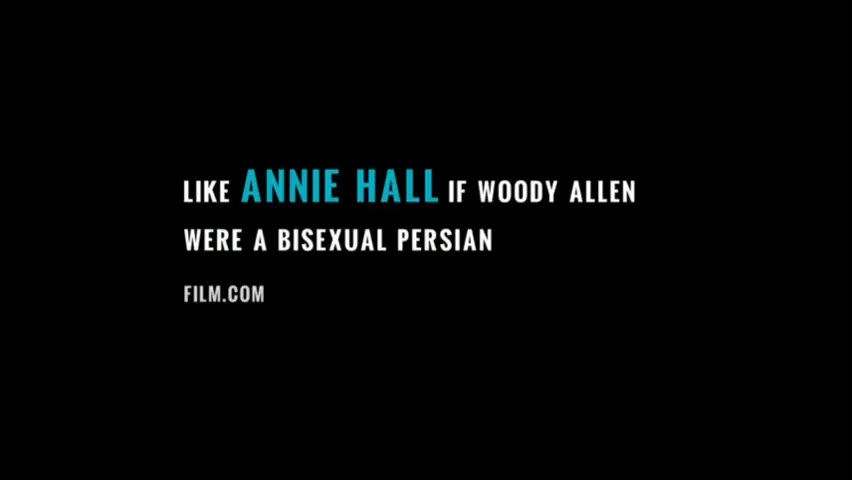 LIKE ANNIE HALL IF WOODY ALLEN
WERE A BISEXUAL PERSIAN
FILM.COM